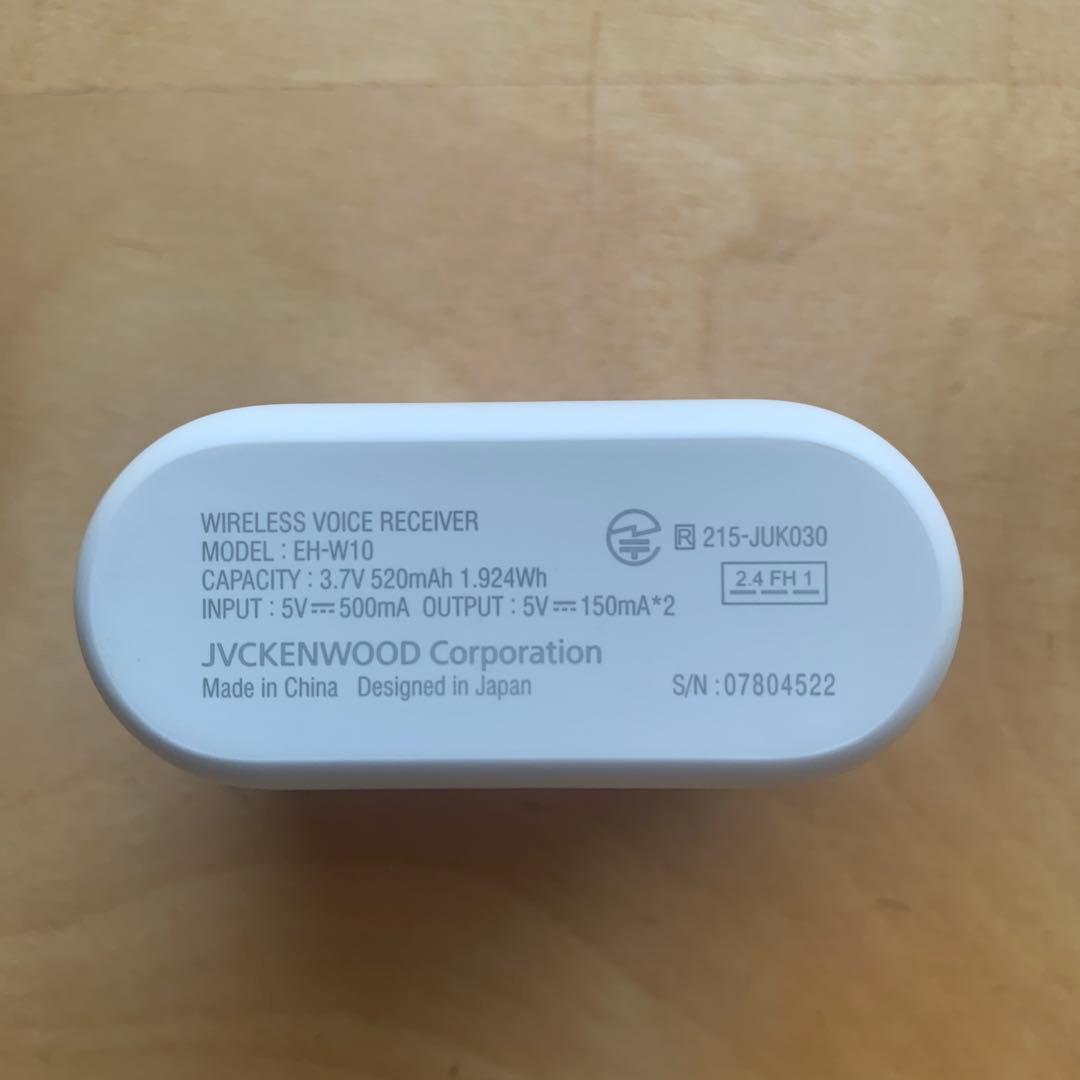 WIRELESS VOICE RECEIVER
MODEL : EH-W10
CAPACITY : 3.7V 520mAh 1.924Wh
INPUT : 5V⎓500mA OUTPUT : 5V⎓150mA*2
JVCKENWOOD Corporation
Made in China Designed in Japan
R 215-JUK030
2.4 FH 1
S/N : 07804522